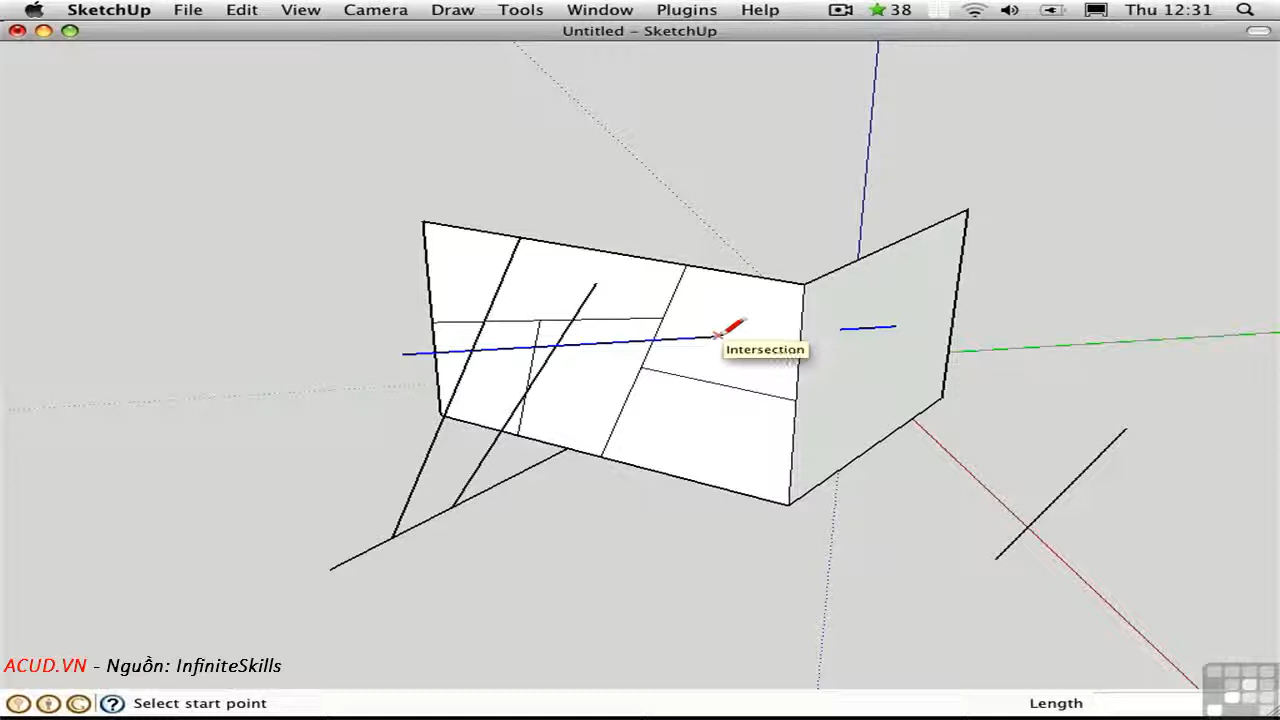 SketchUp File Edit View Camera Draw Tools Window Plugins Help 38 Thu 12:31
Untitled – SketchUp
Intersection
ACUD.VN - Nguồn: InfiniteSkills
Select start point Length